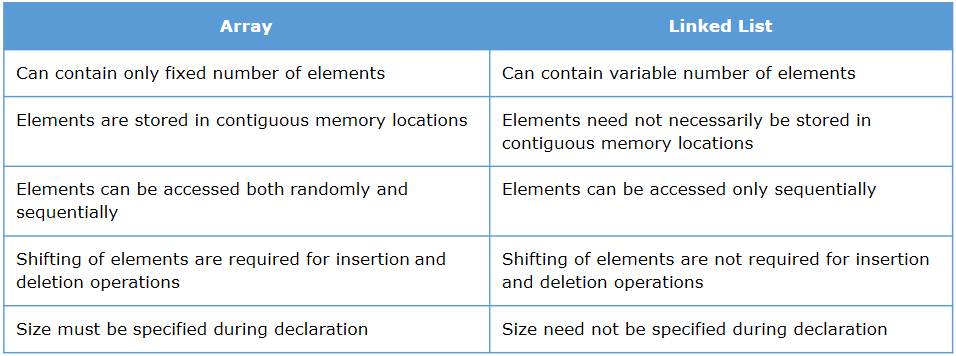 Array Linked List
Can contain only fixed number of elements
Can contain variable number of elements
Elements are stored in contiguous memory locations
Elements need not necessarily be stored in
contiguous memory locations
Elements can be accessed both randomly and
sequentially
Elements can be accessed only sequentially
Shifting of elements are required for insertion and
deletion operations
Shifting of elements are not required for insertion
and deletion operations
Size must be specified during declaration
Size need not be specified during declaration